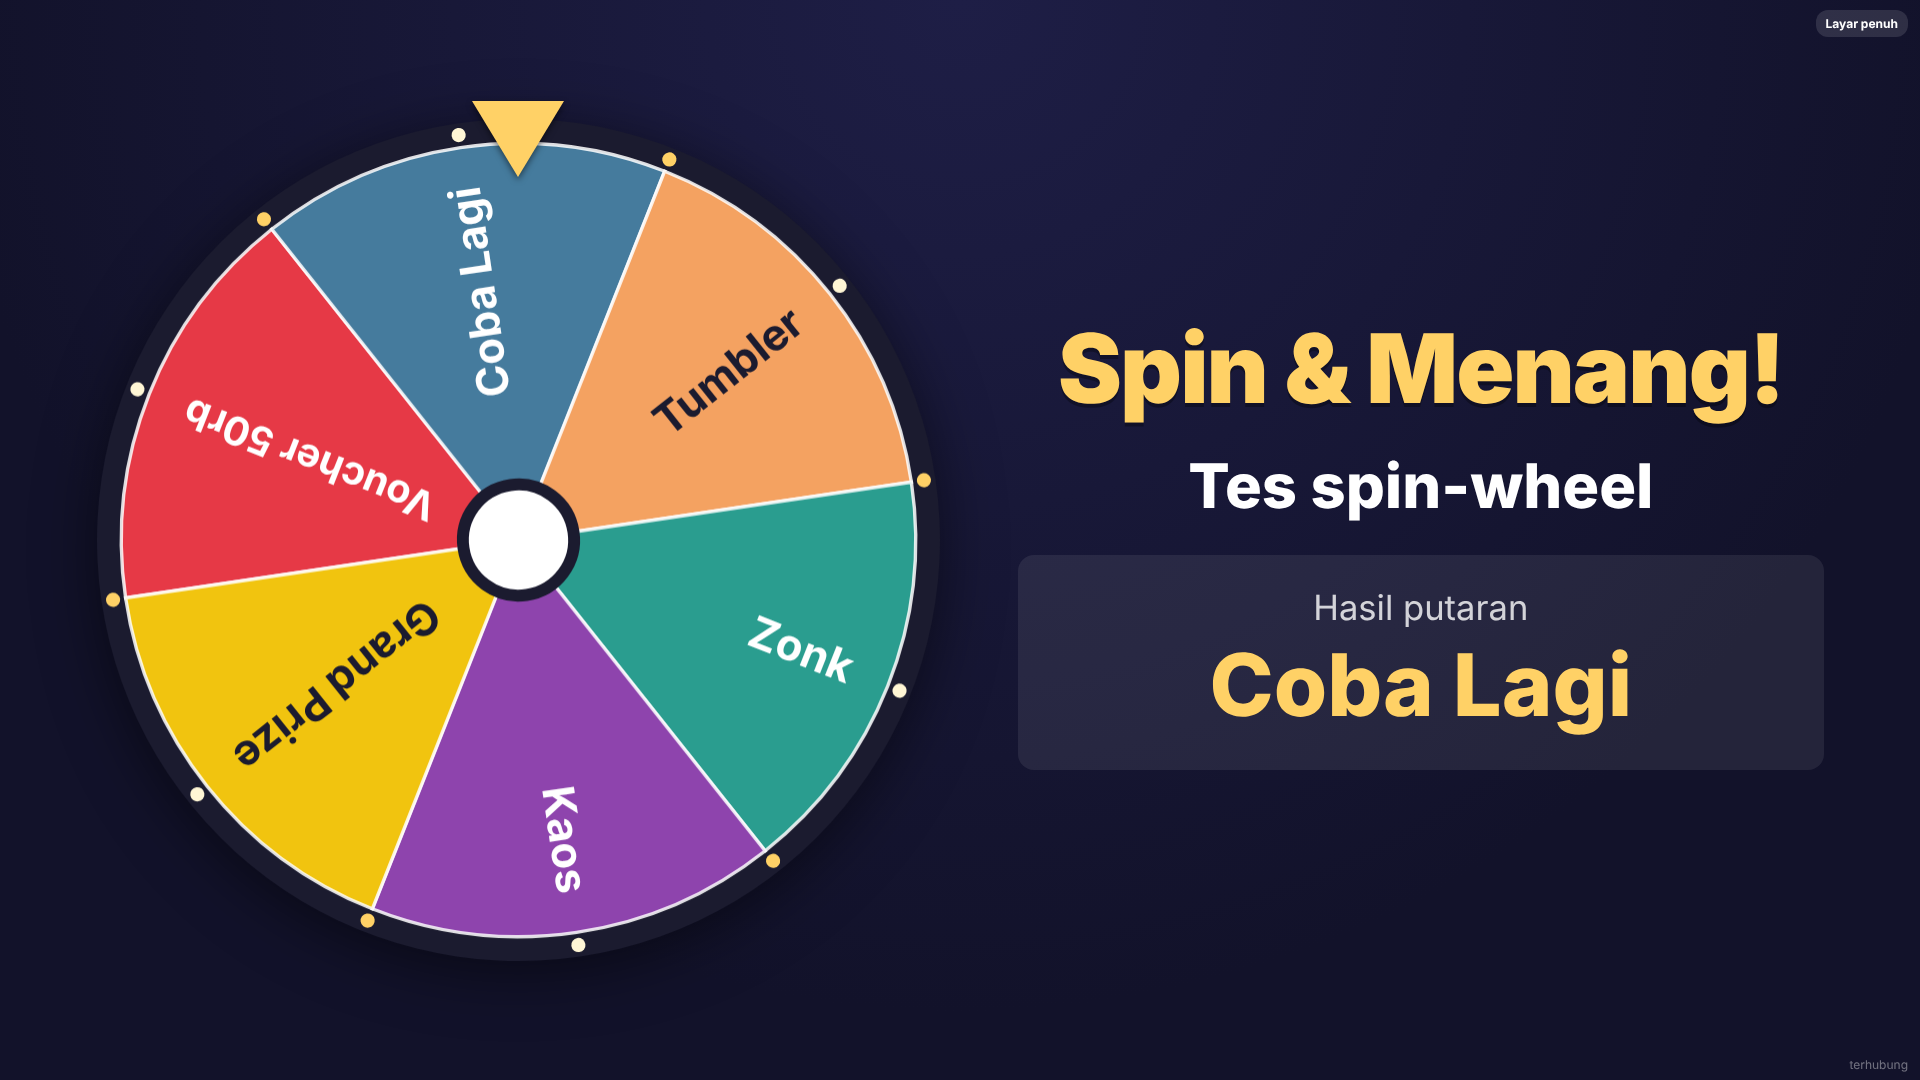 Layar penuh
Coba Lagi
Tumbler
Voucher 50rb
Zonk
Grand Prize
Kaos
Spin & Menang!
Tes spin-wheel
Hasil putaran
Coba Lagi
terhubung